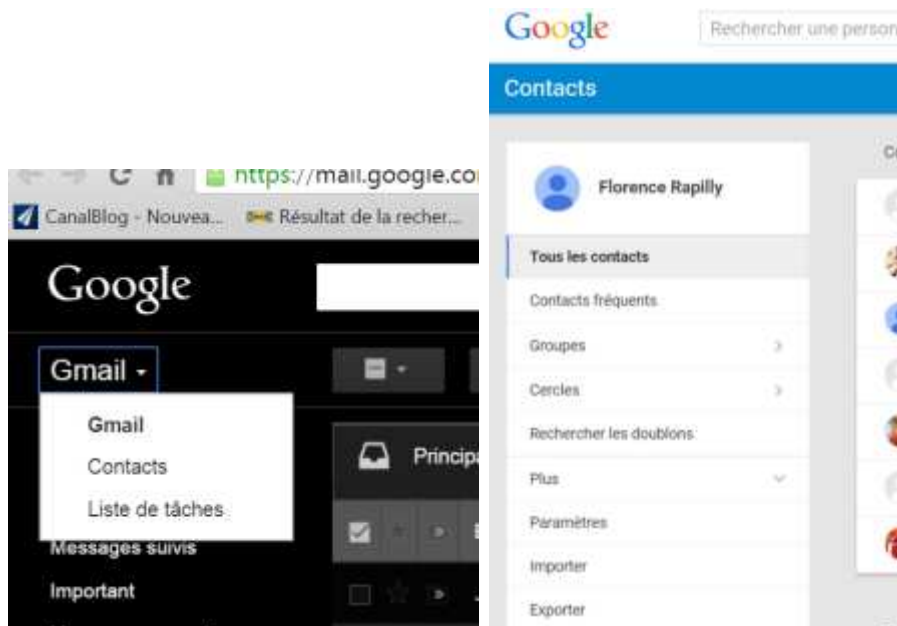 https://mail.google.co
CanalBlog - Nouvea...
Résultat de la recher...
Google
Gmail
Gmail
Contacts
Liste de tâches
Messages suivis
Important
Principa
Google
Rechercher une person
Contacts
Florence Rapilly
Tous les contacts
Contacts fréquents
Groupes
Cercles
Rechercher les doublons
Plus
Paramètres
Importer
Exporter